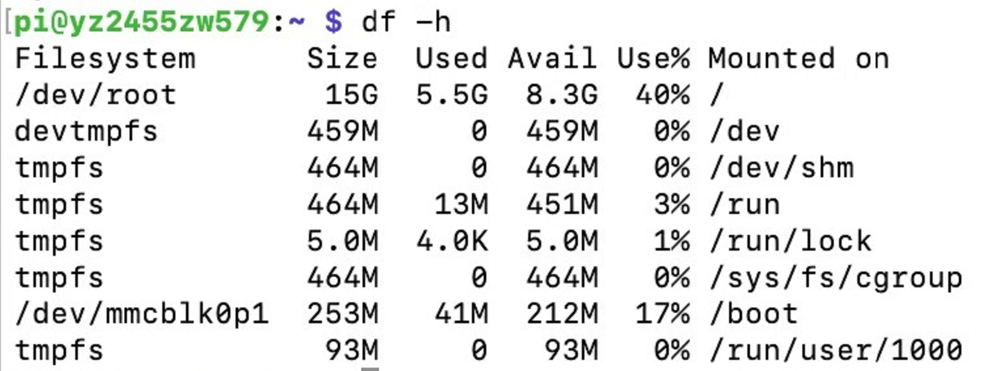 [pi@yz2455zw579:~ $ df -h
Filesystem      Size  Used Avail Use% Mounted on
/dev/root        15G  5.5G  8.3G  40% /
devtmpfs        459M     0  459M   0% /dev
tmpfs           464M     0  464M   0% /dev/shm
tmpfs           464M   13M  451M   3% /run
tmpfs           5.0M  4.0K  5.0M   1% /run/lock
tmpfs           464M     0  464M   0% /sys/fs/cgroup
/dev/mmcblk0p1  253M   41M  212M  17% /boot
tmpfs            93M     0   93M   0% /run/user/1000